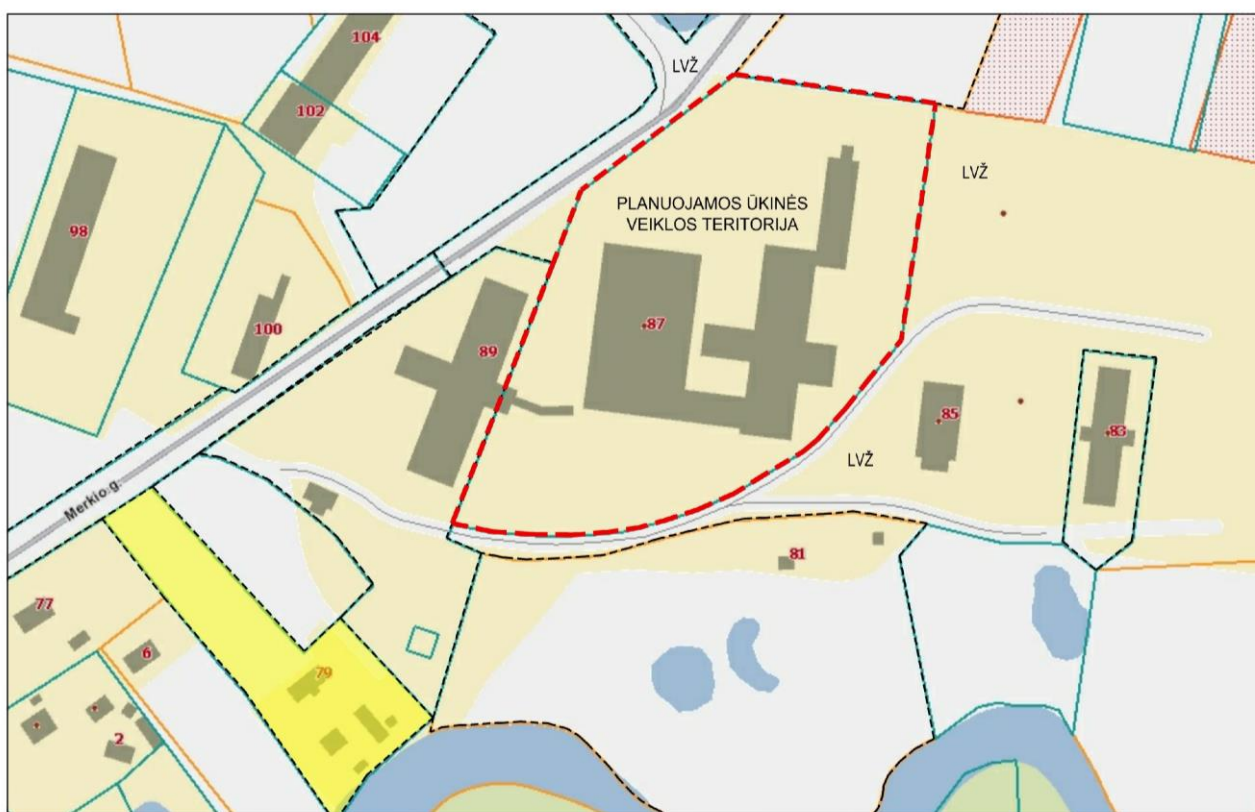 104
LVŽ
102
LVŽ
PLANUOJAMOS ŪKINĖS
VEIKLOS TERITORIJA
98
87
100
89
85
83
LVŽ
Merkio g.
81
77
6
79
2